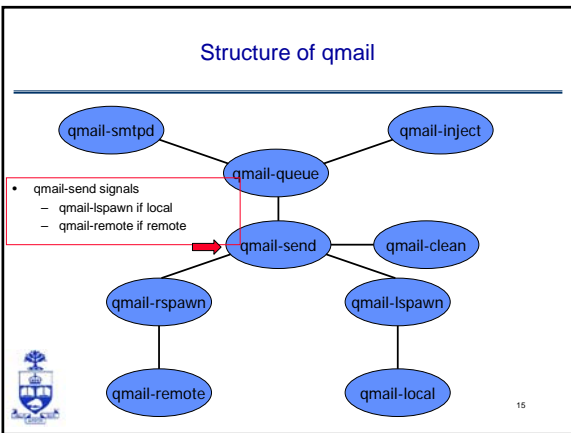 Structure of qmail
qmail-smtpd
qmail-inject
qmail-queue
• qmail-send signals
– qmail-lspawn if local
– qmail-remote if remote
qmail-send
qmail-clean
qmail-rspawn
qmail-lspawn
qmail-remote
qmail-local
15